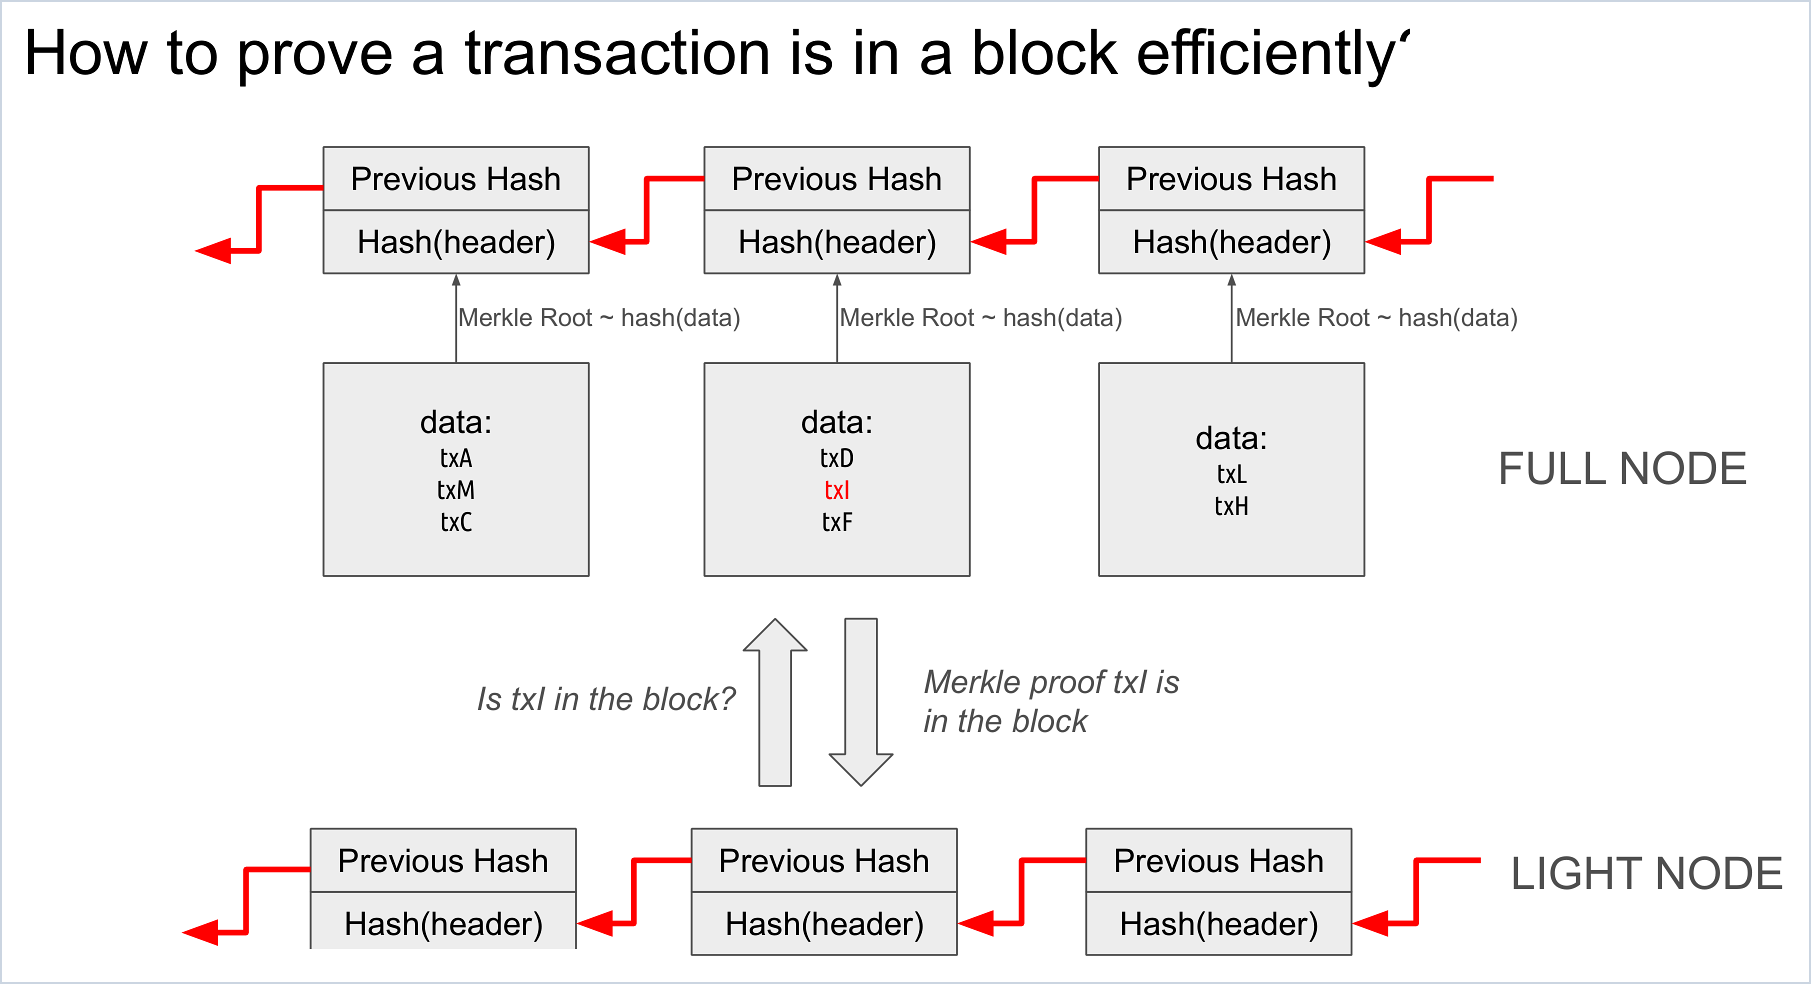 How to prove a transaction is in a block efficiently‘
Previous Hash
Hash(header)
Previous Hash
Hash(header)
Previous Hash
Hash(header)
Merkle Root ~ hash(data)
Merkle Root ~ hash(data)
Merkle Root ~ hash(data)
data:
txA
txM
txC
data:
txD
txI
txF
data:
txL
txH
FULL NODE
Is txI in the block?
Merkle proof txI is
in the block
Previous Hash
Hash(header)
Previous Hash
Hash(header)
Previous Hash
Hash(header)
LIGHT NODE